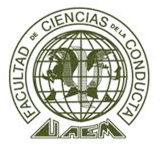 FACULTAD DE CIENCIAS DE LA CONDUCTA
UAEM